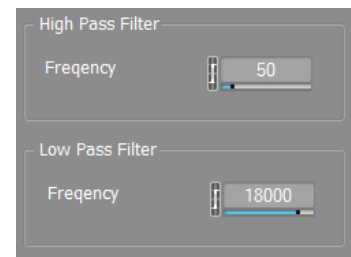 High Pass Filter
Freqency 50
Low Pass Filter
Freqency 18000